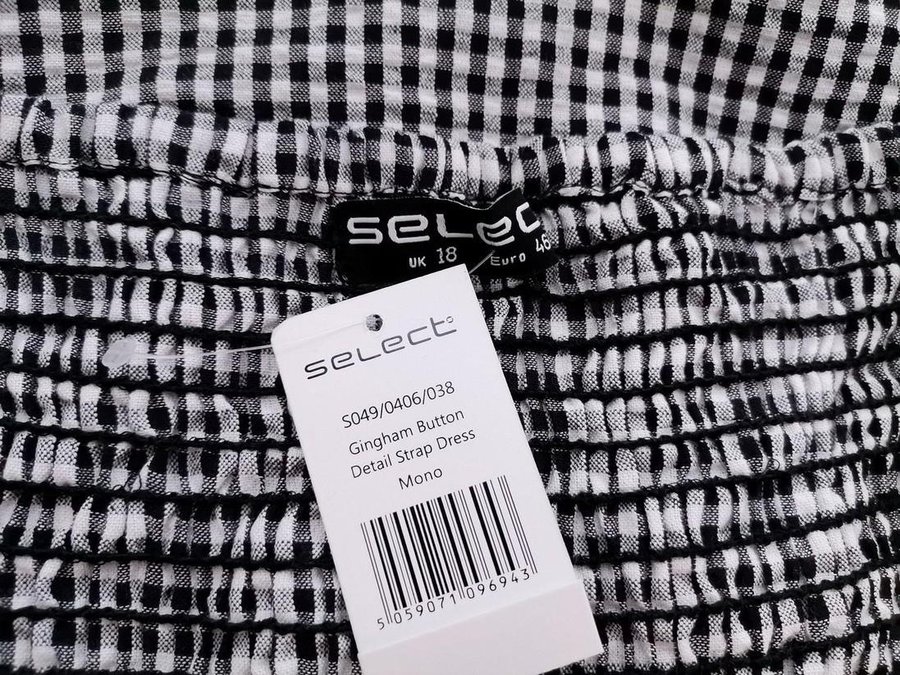 select
UK 18 Euro 46
select
S049/0406/038
Gingham Button
Detail Strap Dress
Mono
5 059071 096943